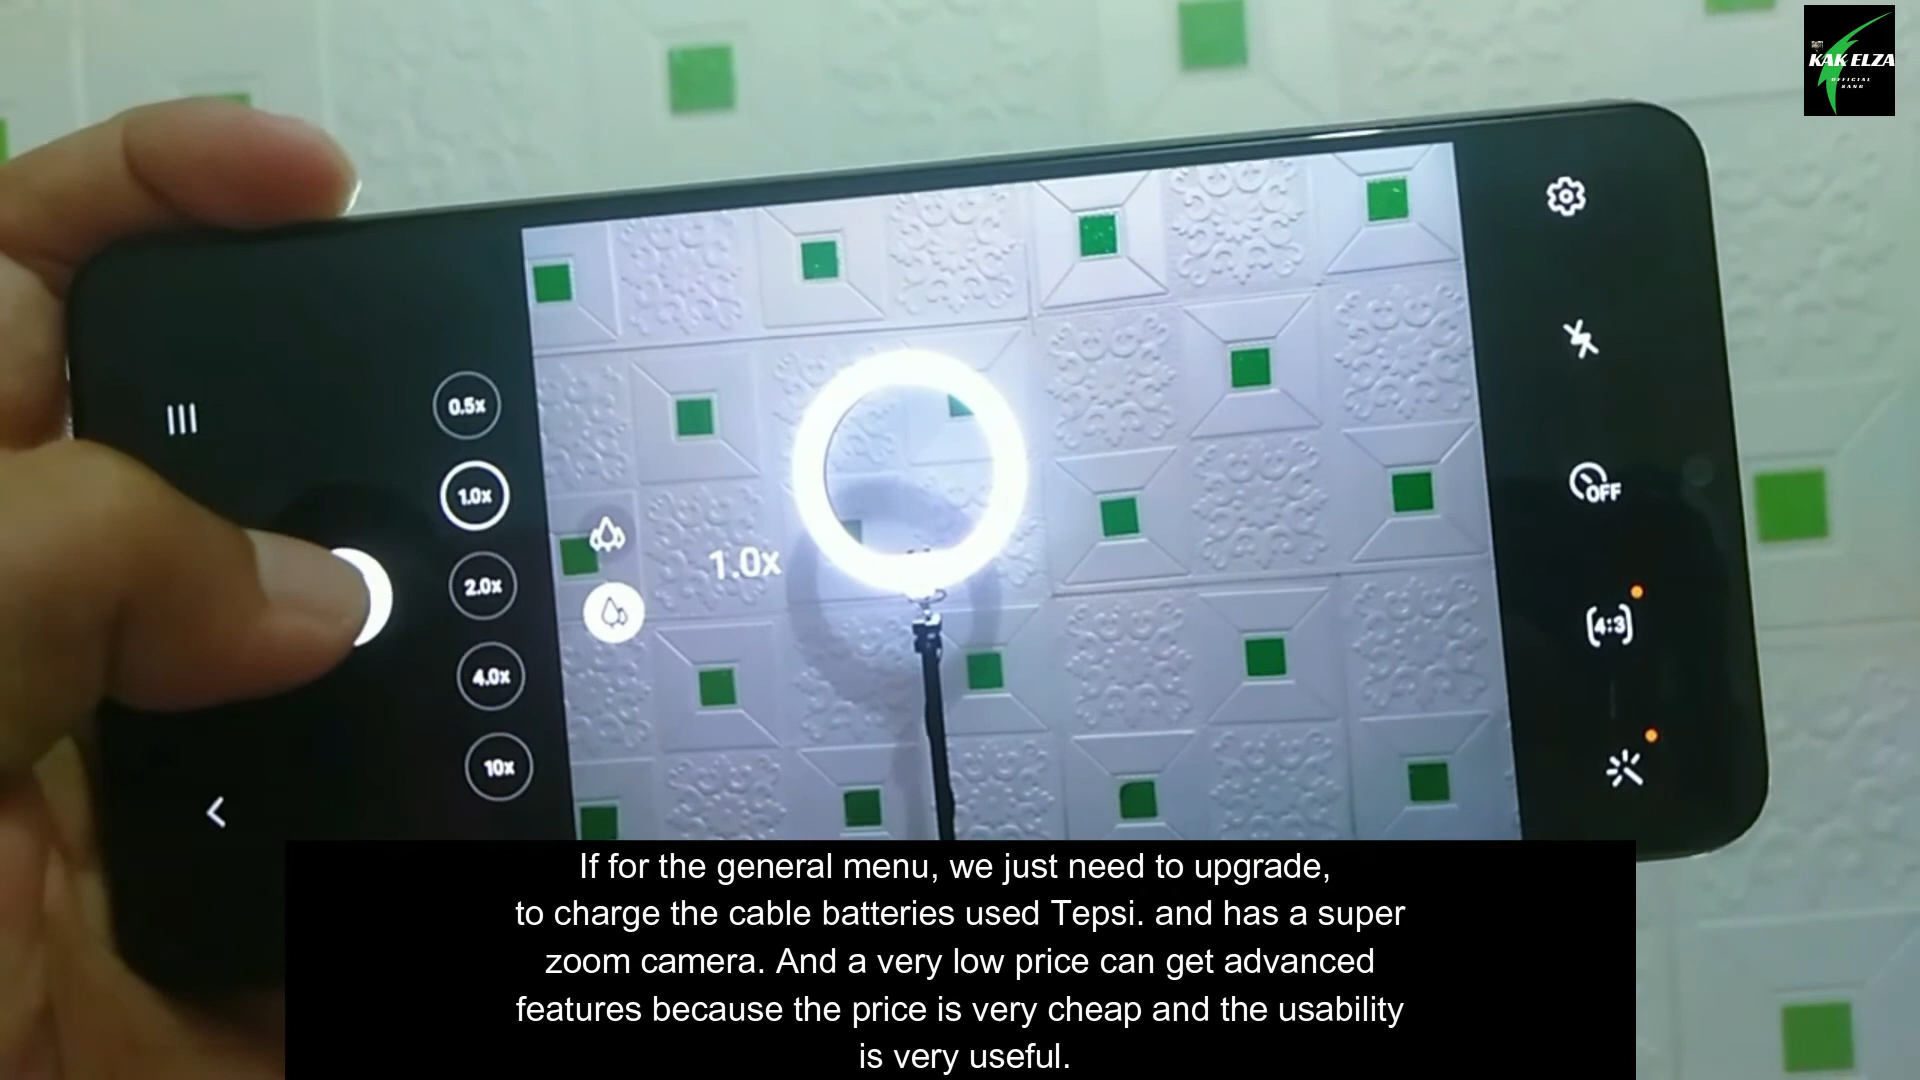 KAK ELZA
OFFICIAL
0.5x
1.0x
2.0x
4.0x
10x
1.0x
OFF
4:3
If for the general menu, we just need to upgrade,
to charge the cable batteries used Tepsi. and has a super
zoom camera. And a very low price can get advanced
features because the price is very cheap and the usability
is very useful.